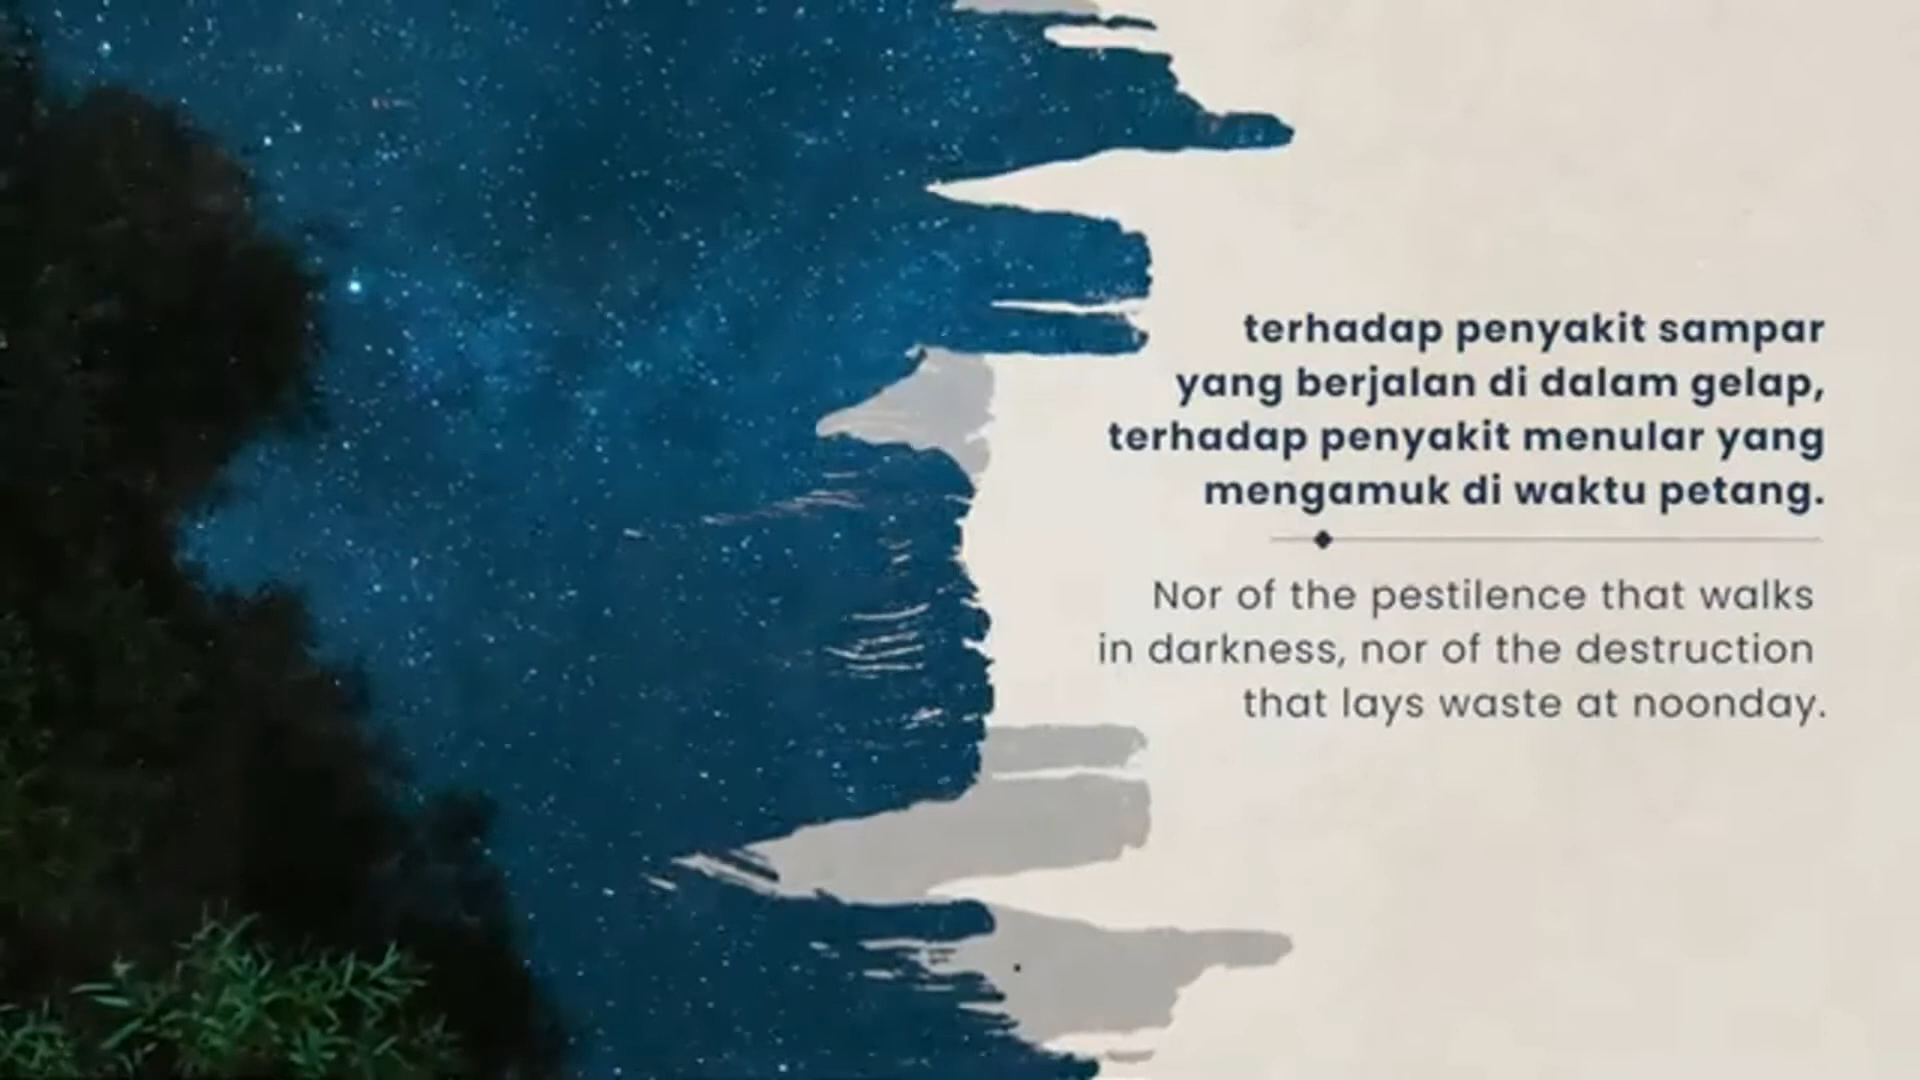 terhadap penyakit sampar
yang berjalan di dalam gelap,
terhadap penyakit menular yang
mengamuk di waktu petang.
Nor of the pestilence that walks
in darkness, nor of the destruction
that lays waste at noonday.